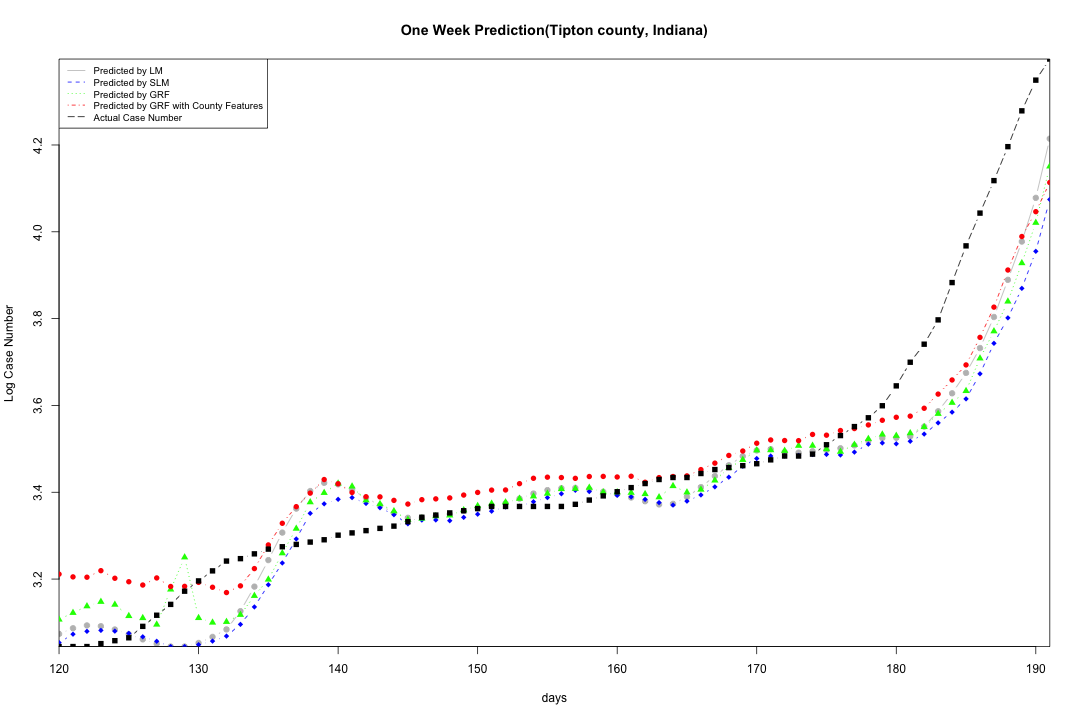 One Week Prediction(Tipton county, Indiana)
Predicted by LM
Predicted by SLM
Predicted by GRF
Predicted by GRF with County Features
Actual Case Number
4.2
4.0
3.8
3.6
3.4
3.2
Log Case Number
120 130 140 150 160 170 180 190
days